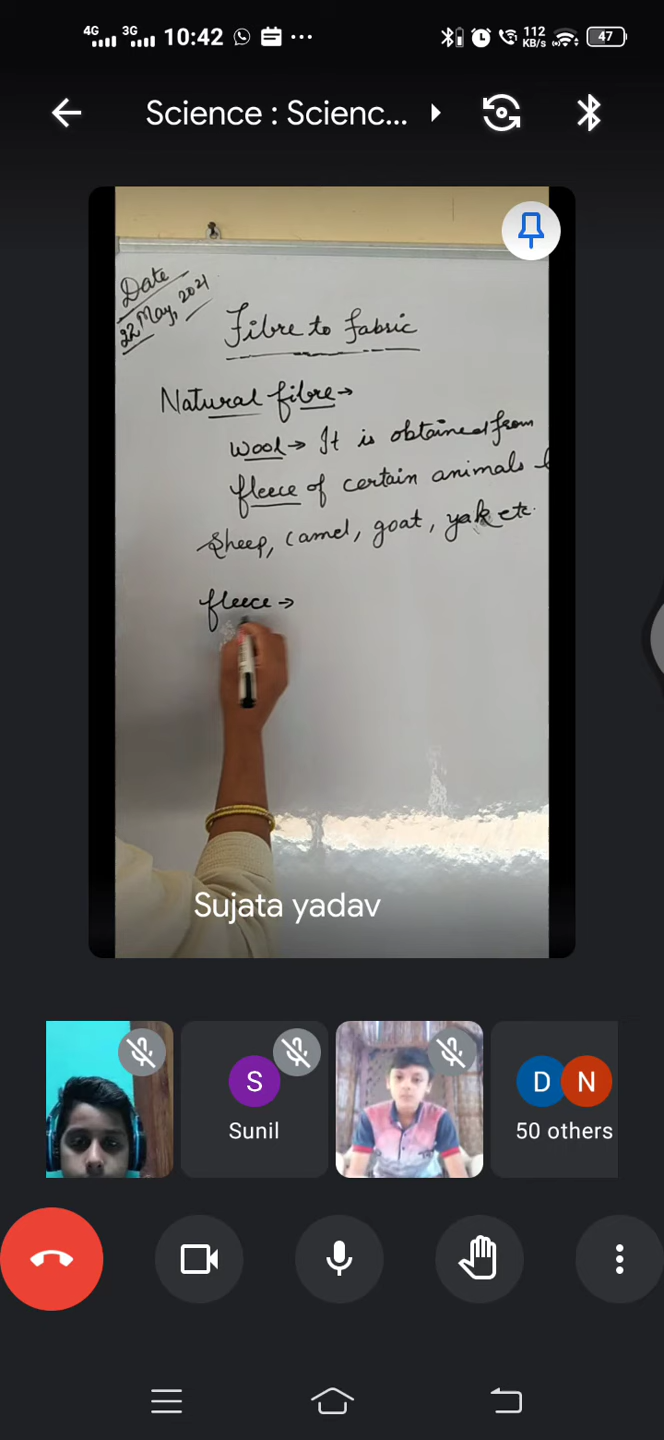 4G 3G 10:42 112 KB/s 47
Science : Scienc...
Date
22 May, 2021
Fibre to Fabric
Natural fibre→
wool → It is obtained from
fleece of certain animals
Sheep, camel, goat, yak etc.
fleece →
Sujata yadav
S
D N
Sunil
50 others